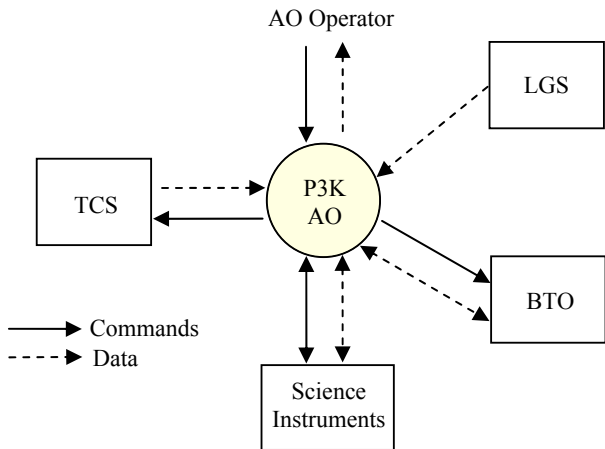 AO Operator
LGS
P3K
AO
TCS
BTO
Commands
Data
Science
Instruments